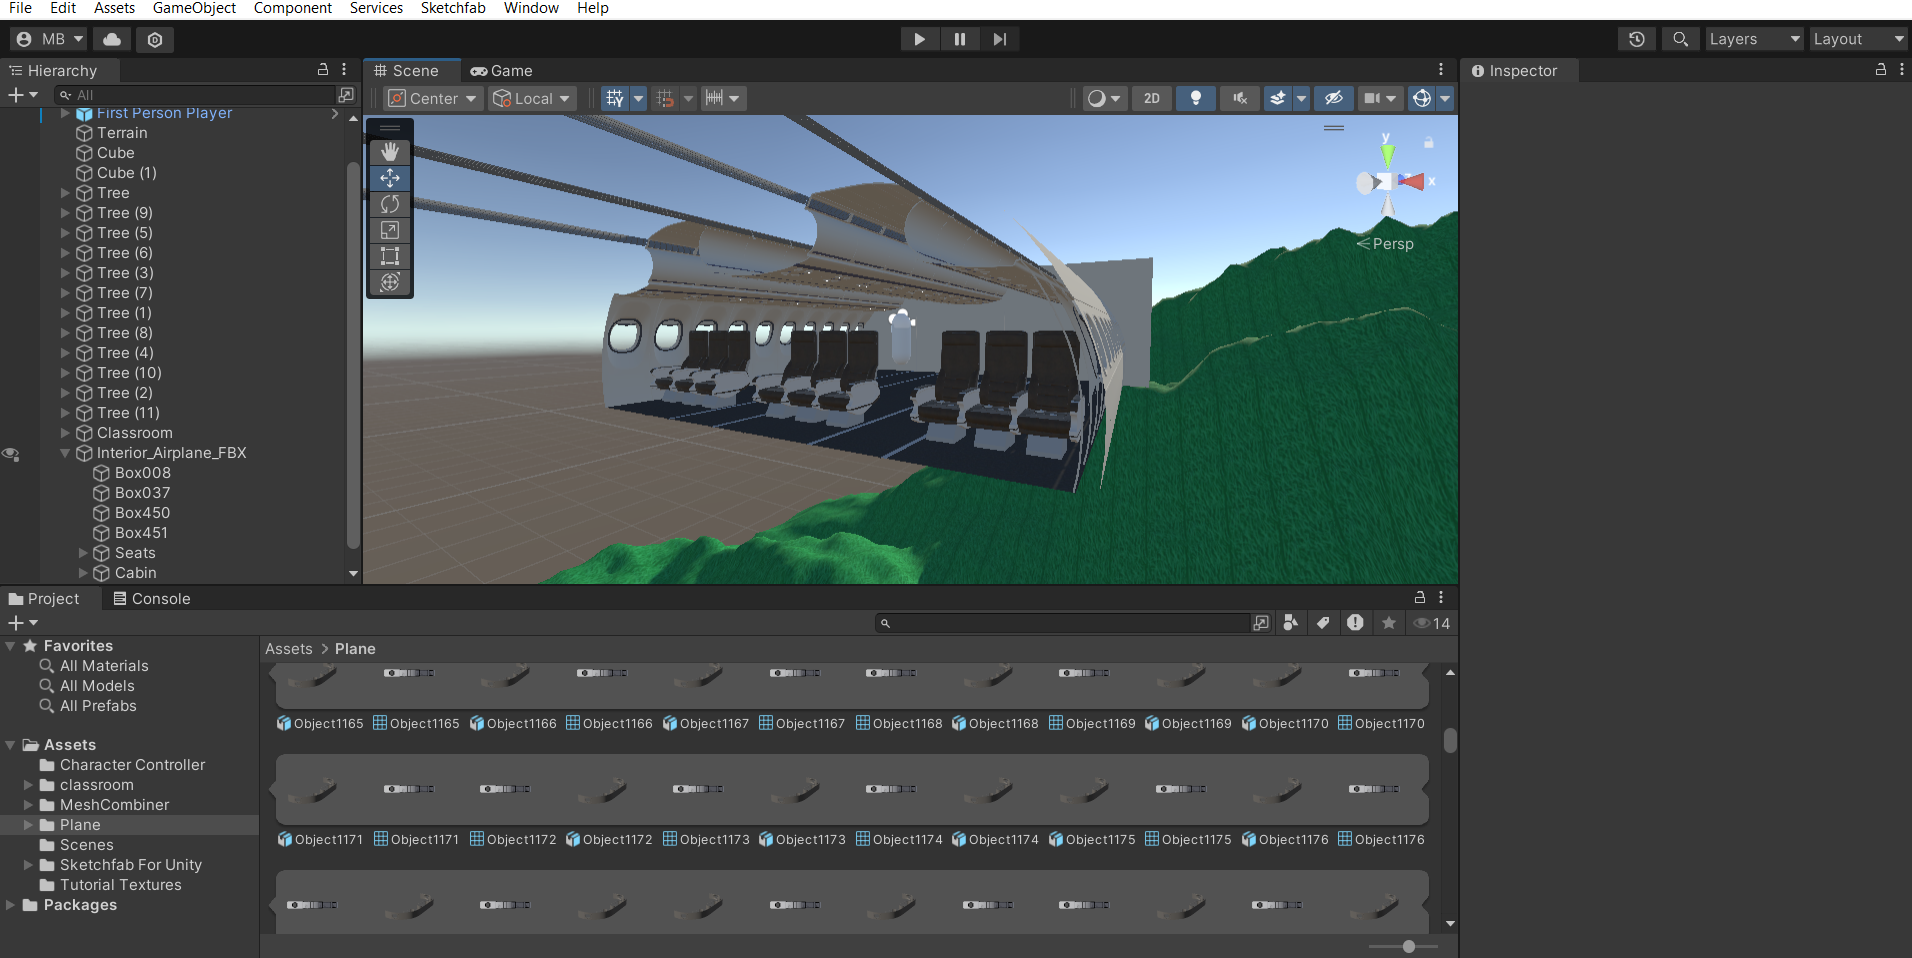 File Edit Assets GameObject Component Services Sketchfab Window Help
MB Layers Layout
Hierarchy
All
First Person Player
Terrain
Cube
Cube (1)
Tree
Tree (9)
Tree (5)
Tree (6)
Tree (3)
Tree (7)
Tree (1)
Tree (8)
Tree (4)
Tree (10)
Tree (2)
Tree (11)
Classroom
Interior_Airplane_FBX
Box008
Box037
Box450
Box451
Seats
Cabin
Scene Game
Center Local 2D
y
x
Persp
Inspector
Project Console
14
Favorites
All Materials
All Models
All Prefabs
Assets
Character Controller
classroom
MeshCombiner
Plane
Scenes
Sketchfab For Unity
Tutorial Textures
Packages
Assets > Plane
Object1165 Object1165 Object1166 Object1166 Object1167 Object1167 Object1168 Object1168 Object1169 Object1169 Object1170 Object1170
Object1171 Object1171 Object1172 Object1172 Object1173 Object1173 Object1174 Object1174 Object1175 Object1175 Object1176 Object1176